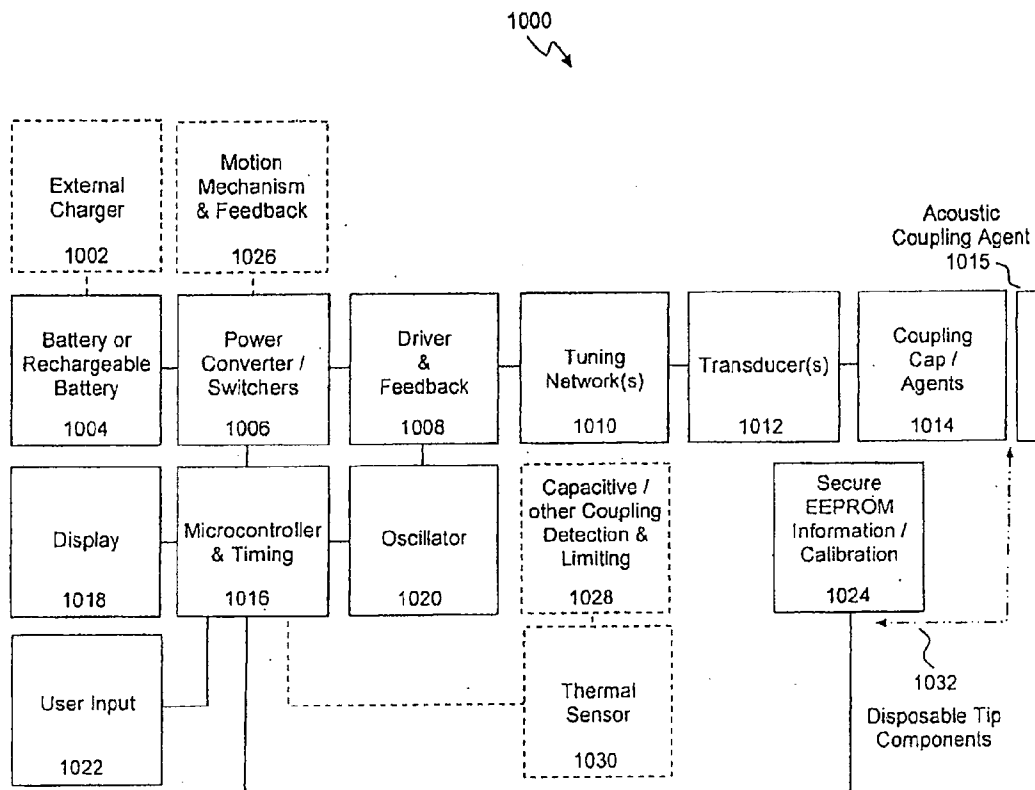 1000
External
Charger
1002
Motion
Mechanism
& Feedback
1026
Acoustic
Coupling Agent
1015
Battery or
Rechargeable
Battery
1004
Power
Converter /
Switchers
1006
Driver
&
Feedback
1008
Tuning
Network(s)
1010
Transducer(s)
1012
Coupling
Cap /
Agents
1014
Display
1018
Microcontroller
& Timing
1016
Oscillator
1020
Capacitive /
other Coupling
Detection &
Limiting
1028
Secure
EEPROM
Information /
Calibration
1024
User Input
1022
Thermal
Sensor
1030
1032
Disposable Tip
Components